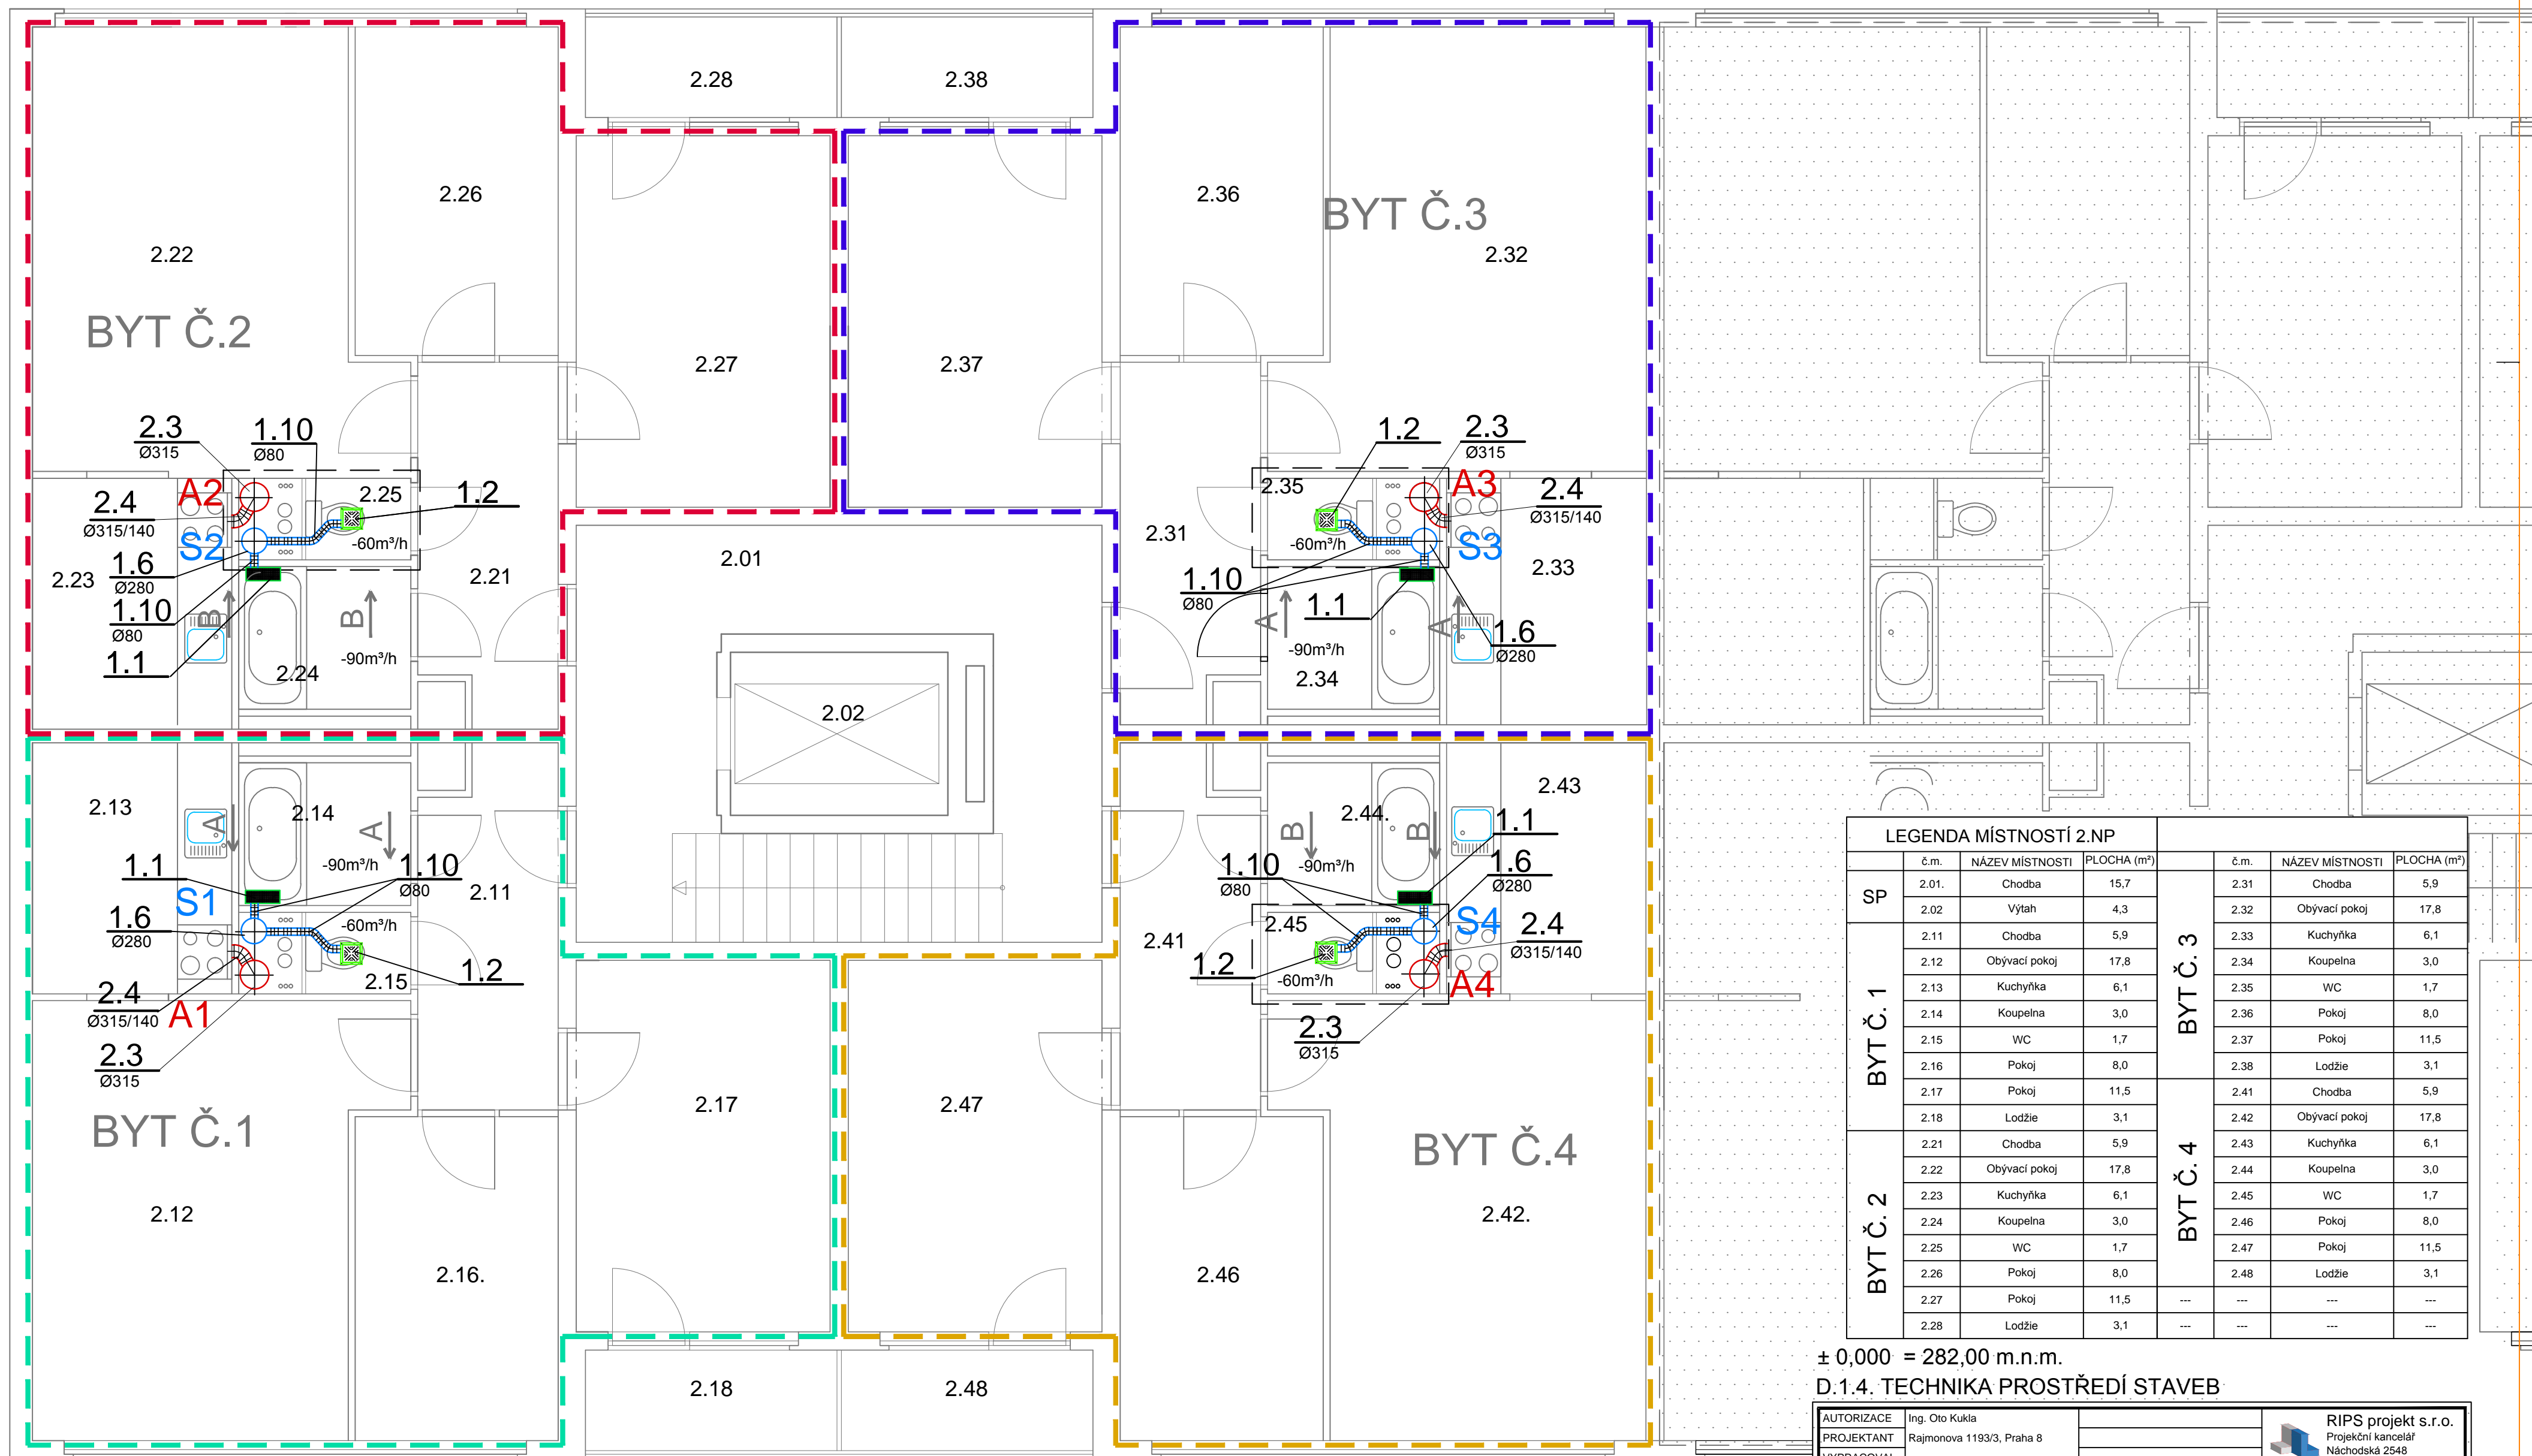 2.28
2.38
2.26
2.36
BYT Č.3
2.22
2.32
BYT Č.2
2.27
2.37
2.3
Ø315
1.10
Ø80
1.2
2.3
Ø315
A2
2.25
1.2
2.35
A3
2.4
Ø315/140
2.4
Ø315/140
-60m³/h
S2
2.31
-60m³/h
S3
2.01
2.23
1.6
Ø280
2.21
2.33
1.10
Ø80
1.10
Ø80
1.1
B
B
A
A
1.6
Ø280
1.1
-90m³/h
-90m³/h
2.24
2.34
2.02
2.13
2.14
2.44.
2.43
A
A
B
B
1.1
1.1
-90m³/h
1.10
Ø80
1.10
Ø80
-90m³/h
1.6
Ø280
S1
2.11
1.6
Ø280
-60m³/h
2.45
S4
2.41
2.4
Ø315/140
2.15
1.2
1.2
-60m³/h
2.4
Ø315/140
A1
A4
2.3
Ø315
2.3
Ø315
BYT Č.1
2.17
2.47
BYT Č.4
2.12
2.42.
2.16.
2.46
2.18
2.48
LEGENDA MÍSTNOSTÍ 2.NP
č.m. NÁZEV MÍSTNOSTI PLOCHA (m²) č.m. NÁZEV MÍSTNOSTI PLOCHA (m²)
SP
BYT Č. 1
BYT Č. 2
BYT Č. 3
BYT Č. 4
2.01. Chodba 15,7 2.31 Chodba 5,9
2.02 Výtah 4,3 2.32 Obývací pokoj 17,8
2.11 Chodba 5,9 2.33 Kuchyňka 6,1
2.12 Obývací pokoj 17,8 2.34 Koupelna 3,0
2.13 Kuchyňka 6,1 2.35 WC 1,7
2.14 Koupelna 3,0 2.36 Pokoj 8,0
2.15 WC 1,7 2.37 Pokoj 11,5
2.16 Pokoj 8,0 2.38 Lodžie 3,1
2.17 Pokoj 11,5 2.41 Chodba 5,9
2.18 Lodžie 3,1 2.42 Obývací pokoj 17,8
2.21 Chodba 5,9 2.43 Kuchyňka 6,1
2.22 Obývací pokoj 17,8 2.44 Koupelna 3,0
2.23 Kuchyňka 6,1 2.45 WC 1,7
2.24 Koupelna 3,0 2.46 Pokoj 8,0
2.25 WC 1,7 2.47 Pokoj 11,5
2.26 Pokoj 8,0 2.48 Lodžie 3,1
2.27 Pokoj 11,5 --- --- --- ---
2.28 Lodžie 3,1 --- --- --- ---
± 0,000 = 282,00 m.n.m.
D.1.4. TECHNIKA PROSTŘEDÍ STAVEB
AUTORIZACE Ing. Oto Kukla
PROJEKTANT Rajmonova 1193/3, Praha 8
RIPS projekt s.r.o.
Projekční kancelář
Náchodská 2548